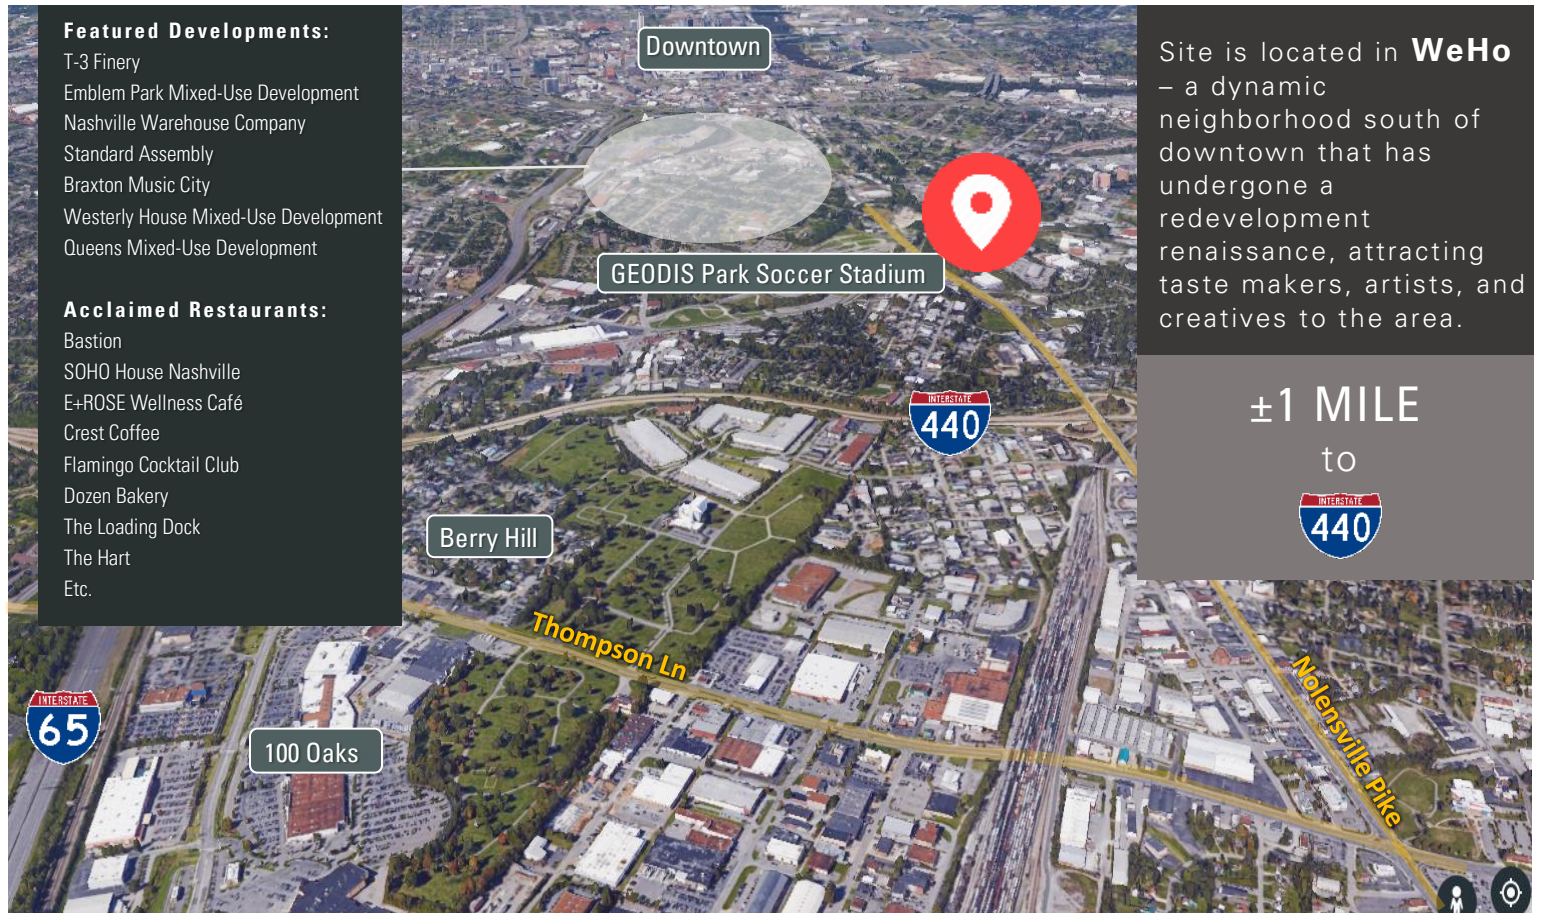 Featured Developments:
T-3 Finery
Emblem Park Mixed-Use Development
Nashville Warehouse Company
Standard Assembly
Braxton Music City
Westerly House Mixed-Use Development
Queens Mixed-Use Development
Acclaimed Restaurants:
Bastion
SOHO House Nashville
E+ROSE Wellness Café
Crest Coffee
Flamingo Cocktail Club
Dozen Bakery
The Loading Dock
The Hart
Etc.
Downtown
GEODIS Park Soccer Stadium
INTERSTATE
440
Berry Hill
Thompson Ln
INTERSTATE
65
100 Oaks
Nolensville Pike
Site is located in WeHo
– a dynamic
neighborhood south of
downtown that has
undergone a
redevelopment
renaissance, attracting
taste makers, artists, and
creatives to the area.
±1 MILE
to
INTERSTATE
440